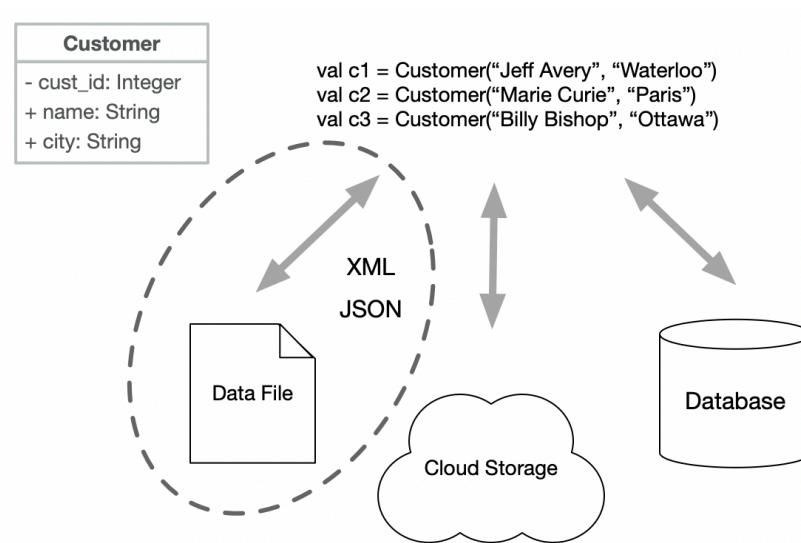 Customer
- cust_id: Integer
+ name: String
+ city: String
val c1 = Customer(“Jeff Avery”, “Waterloo”)
val c2 = Customer(“Marie Curie”, “Paris”)
val c3 = Customer(“Billy Bishop”, “Ottawa”)
XML
JSON
Data File
Cloud Storage
Database